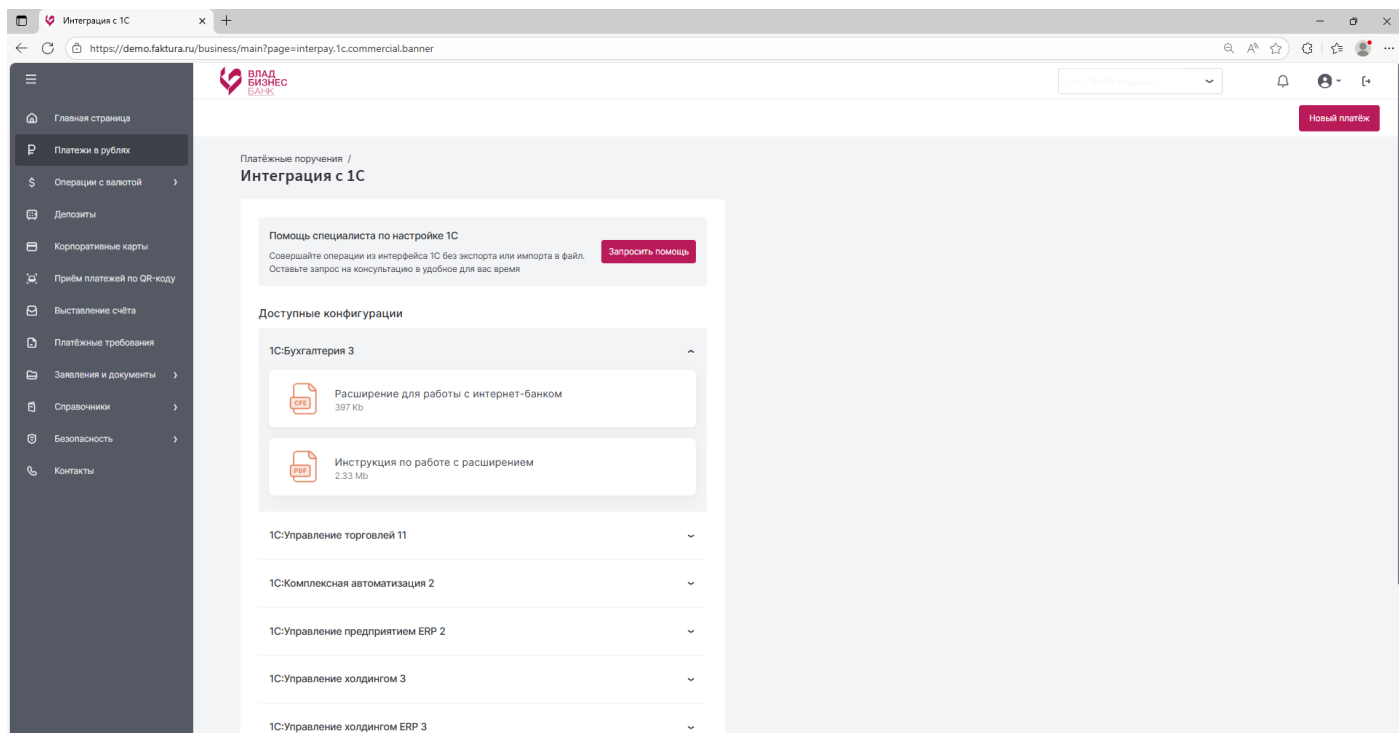 Интеграция с 1С
https://demo.faktura.ru/business/main?page=interpay.1c.commercial.banner
ВЛАД
БИЗНЕС
БАНК
Главная страница
Новый платёж
Платежи в рублях
Операции с валютой
Депозиты
Корпоративные карты
Приём платежей по QR-коду
Выставление счёта
Платёжные требования
Заявления и документы
Справочники
Безопасность
Контакты
Платёжные поручения /
Интеграция с 1С
Помощь специалиста по настройке 1С
Совершайте операции из интерфейса 1С без экспорта или импорта в файл.
Оставьте запрос на консультацию в удобное для вас время
Запросить помощь
Доступные конфигурации
1С:Бухгалтерия 3
CFE
Расширение для работы с интернет-банком
397 Kb
PDF
Инструкция по работе с расширением
2.33 Mb
1С:Управление торговлей 11
1С:Комплексная автоматизация 2
1С:Управление предприятием ERP 2
1С:Управление холдингом 3
1С:Управление холдингом ERP 3